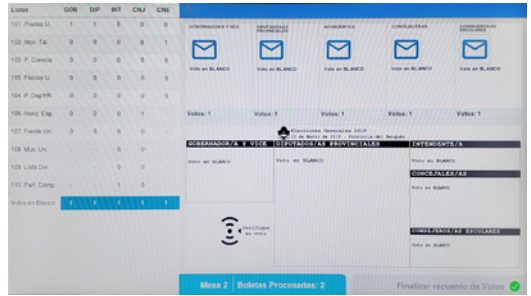 Listas GOB DIP INT CNJ CNE
101 Piedas U. 1 1 0 0 0
102 Mov. Tai. 0 0 0 0 1
103 P. Ciencia 0 0 0 0 0
0 0 0 0 0
0 0 0 0
106 Honz. Esp. 0 0 0 1
107 Frente Un. 0 0 0 0
108 Mus. Un. 0 0
109 Lista Div. 0 0
110 Part. Comp. 1 0
Votos en Blanco 1 1 1 1 1
GOBERNADOR/A Y VICE DIPUTADOS/AS PROVINCIALES INTENDENTE/A CONCEJALES/AS CONSEJEROS/AS ESCOLARES
Voto en BLANCO Voto en BLANCO Voto en BLANCO Voto en BLANCO Voto en BLANCO
Votos: 1 Votos: 1 Votos: 1 Votos: 1 Votos: 1
Elecciones Generales 2019
10 de Marzo de 2019 - Provincia del Neuquén
GOBERNADOR/A Y VICE DIPUTADOS/AS PROVINCIALES INTENDENTE/A
Voto en BLANCO Voto en BLANCO Voto en BLANCO
CONCEJALES/AS
Voto en BLANCO
Verifique
su voto
CONSEJEROS/AS ESCOLARES
Voto en BLANCO
Mesa 2 Boletas Procesadas: 2
Finalizar recuento de Votos